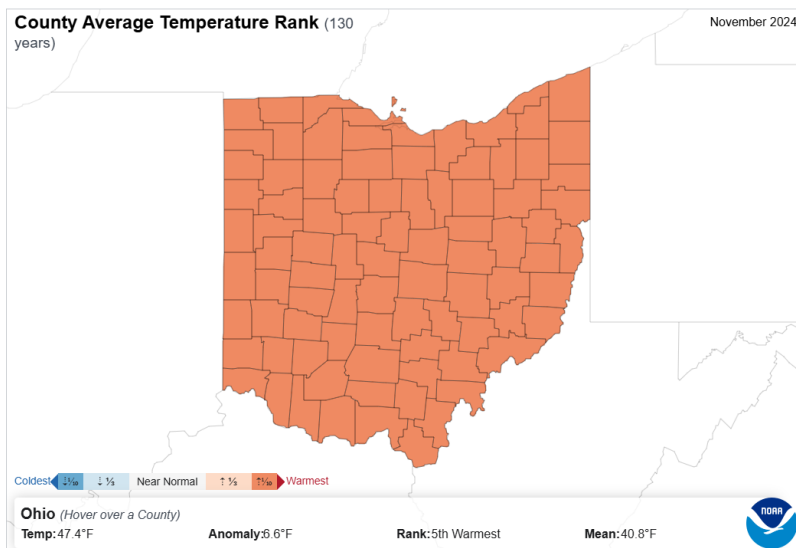 County Average Temperature Rank (130
years)
November 2024
Coldest ↓⅒ ↓ ⅓ Near Normal ↑ ⅓ ↑⅒ Warmest
Ohio (Hover over a County)
Temp:47.4°F Anomaly:6.6°F Rank:5th Warmest Mean:40.8°F
NOAA